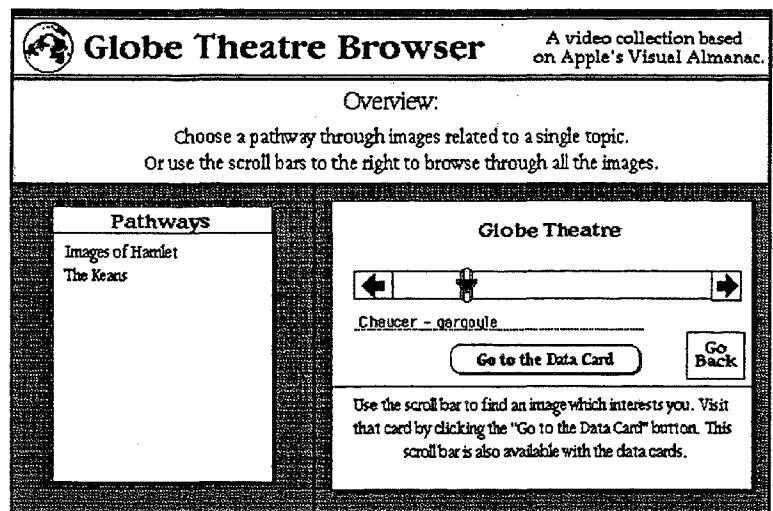 Globe Theatre Browser
A video collection based
on Apple's Visual Almanac.
Overview:
Choose a pathway through images related to a single topic.
Or use the scroll bars to the right to browse through all the images.
Pathways
Images of Hamlet
The Keans
Globe Theatre
Chaucer - gargoyle
Go to the Data Card
Go
Back
Use the scroll bar to find an image which interests you. Visit
that card by clicking the "Go to the Data Card" button. This
scroll bar is also available with the data cards.